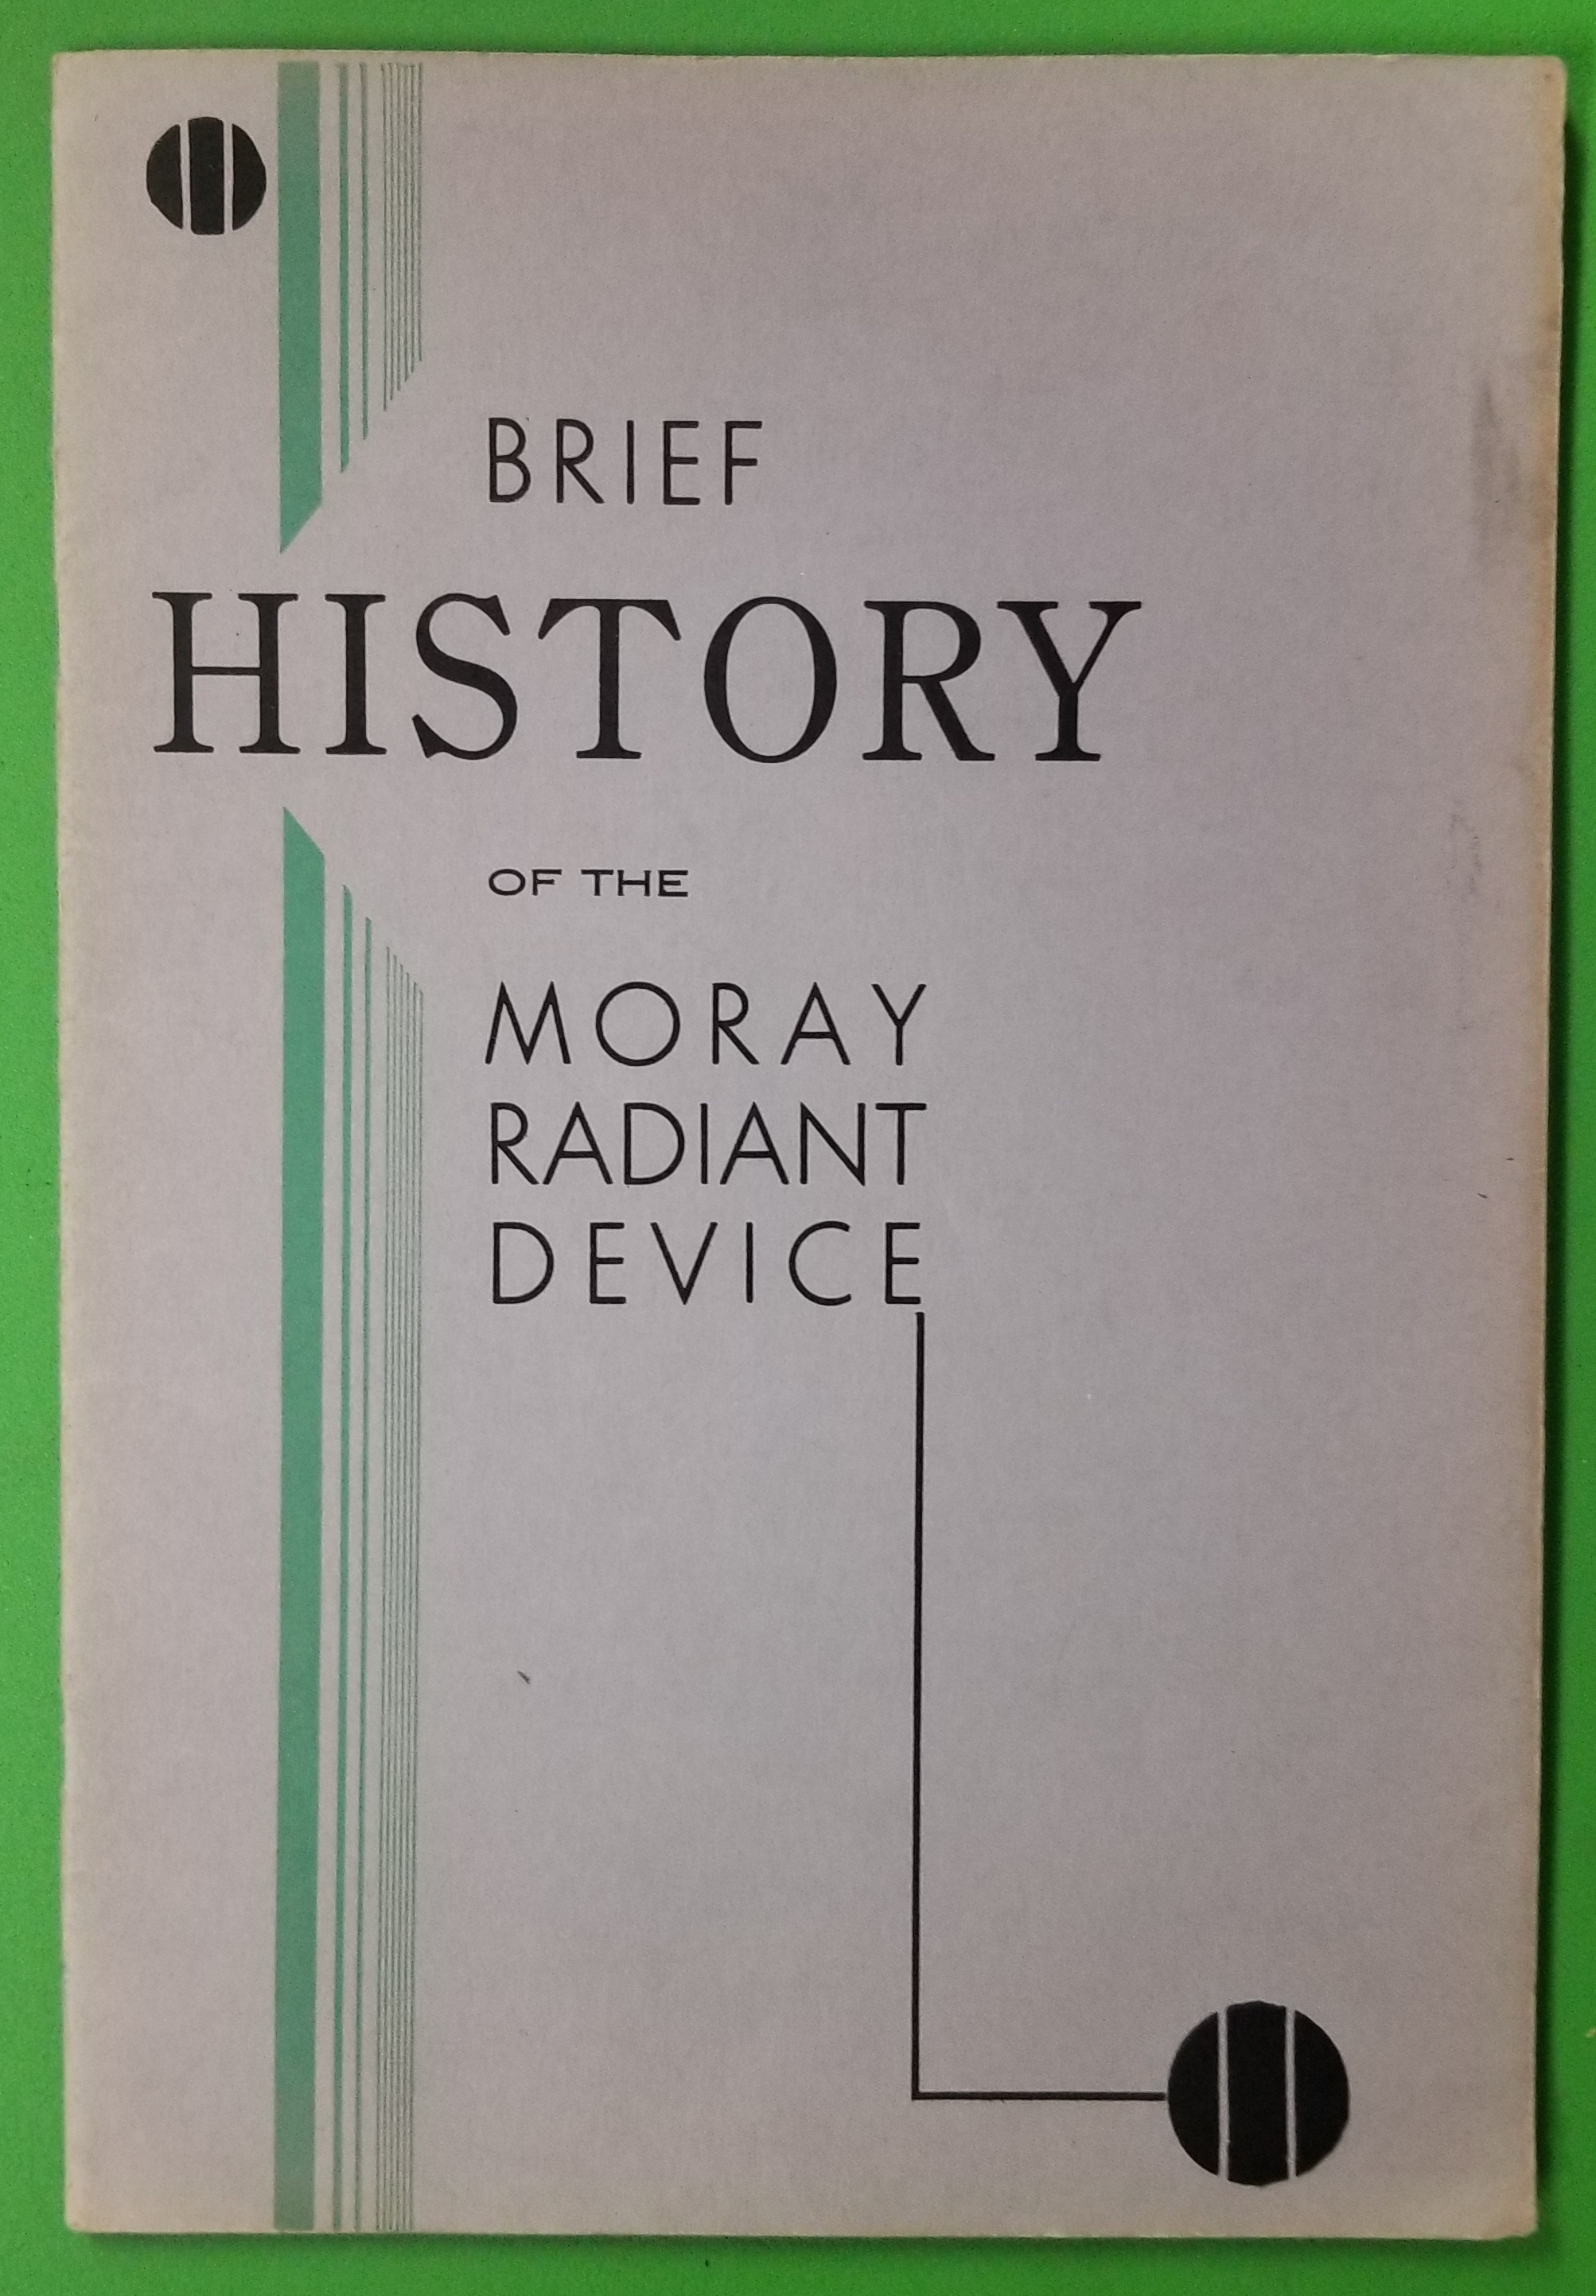 BRIEF
HISTORY
OF THE
MORAY
RADIANT
DEVICE